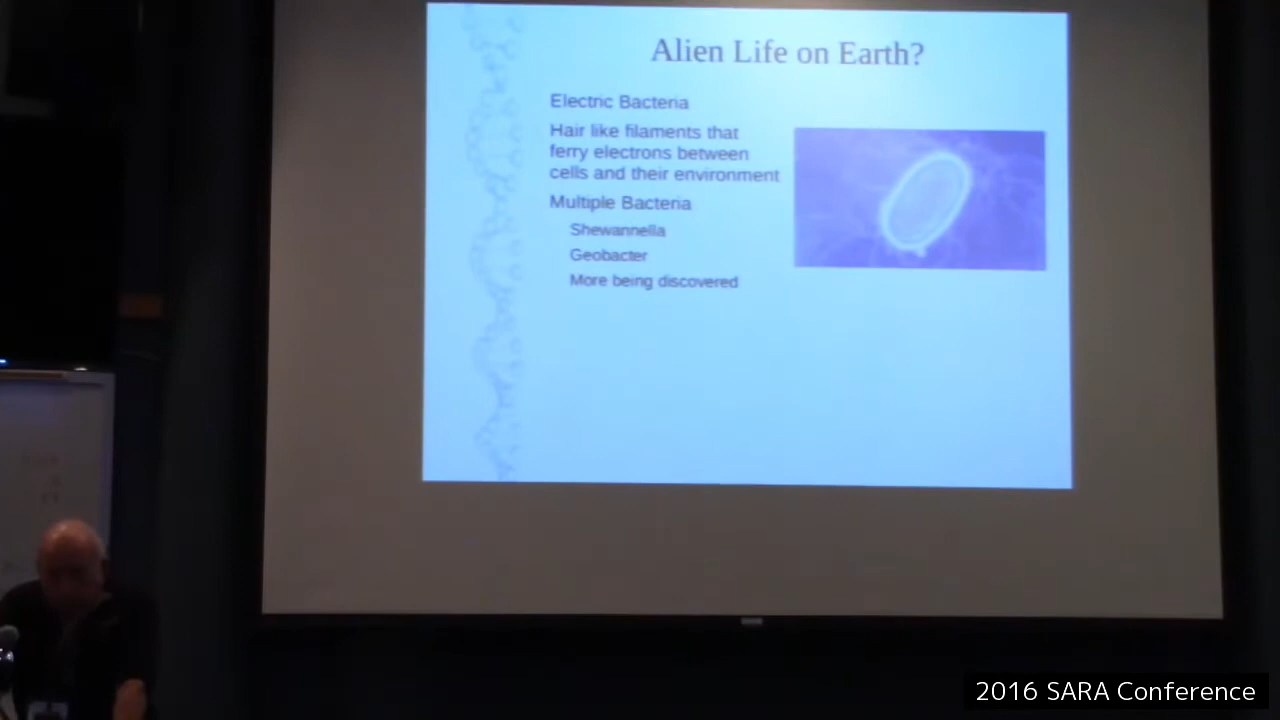 Alien Life on Earth?
Electric Bacteria
Hair like filaments that
ferry electrons between
cells and their environment
Multiple Bacteria
Shewannella
Geobacter
More being discovered
2016 SARA Conference